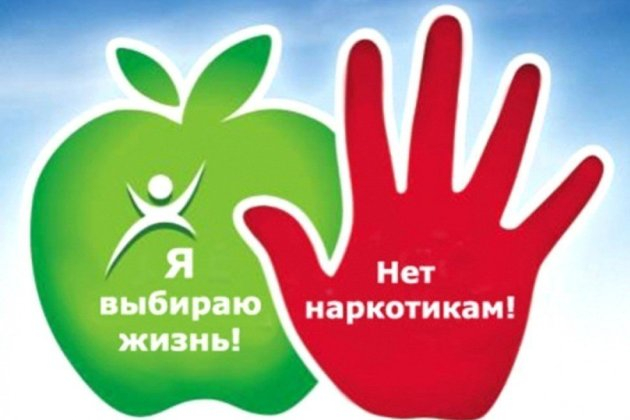 Я
выбираю
жизнь!
Нет
наркотикам!